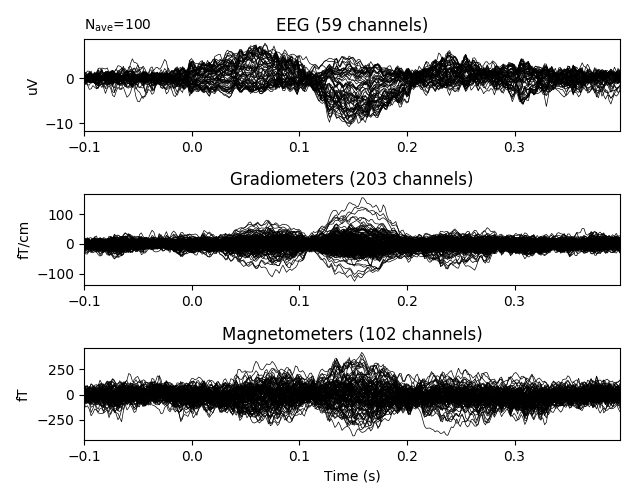 N_ave=100
EEG (59 channels)
uV
0
−10
−0.1 0.0 0.1 0.2 0.3
Gradiometers (203 channels)
fT/cm
100
0
−100
−0.1 0.0 0.1 0.2 0.3
Magnetometers (102 channels)
fT
250
0
−250
−0.1 0.0 0.1 0.2 0.3
Time (s)